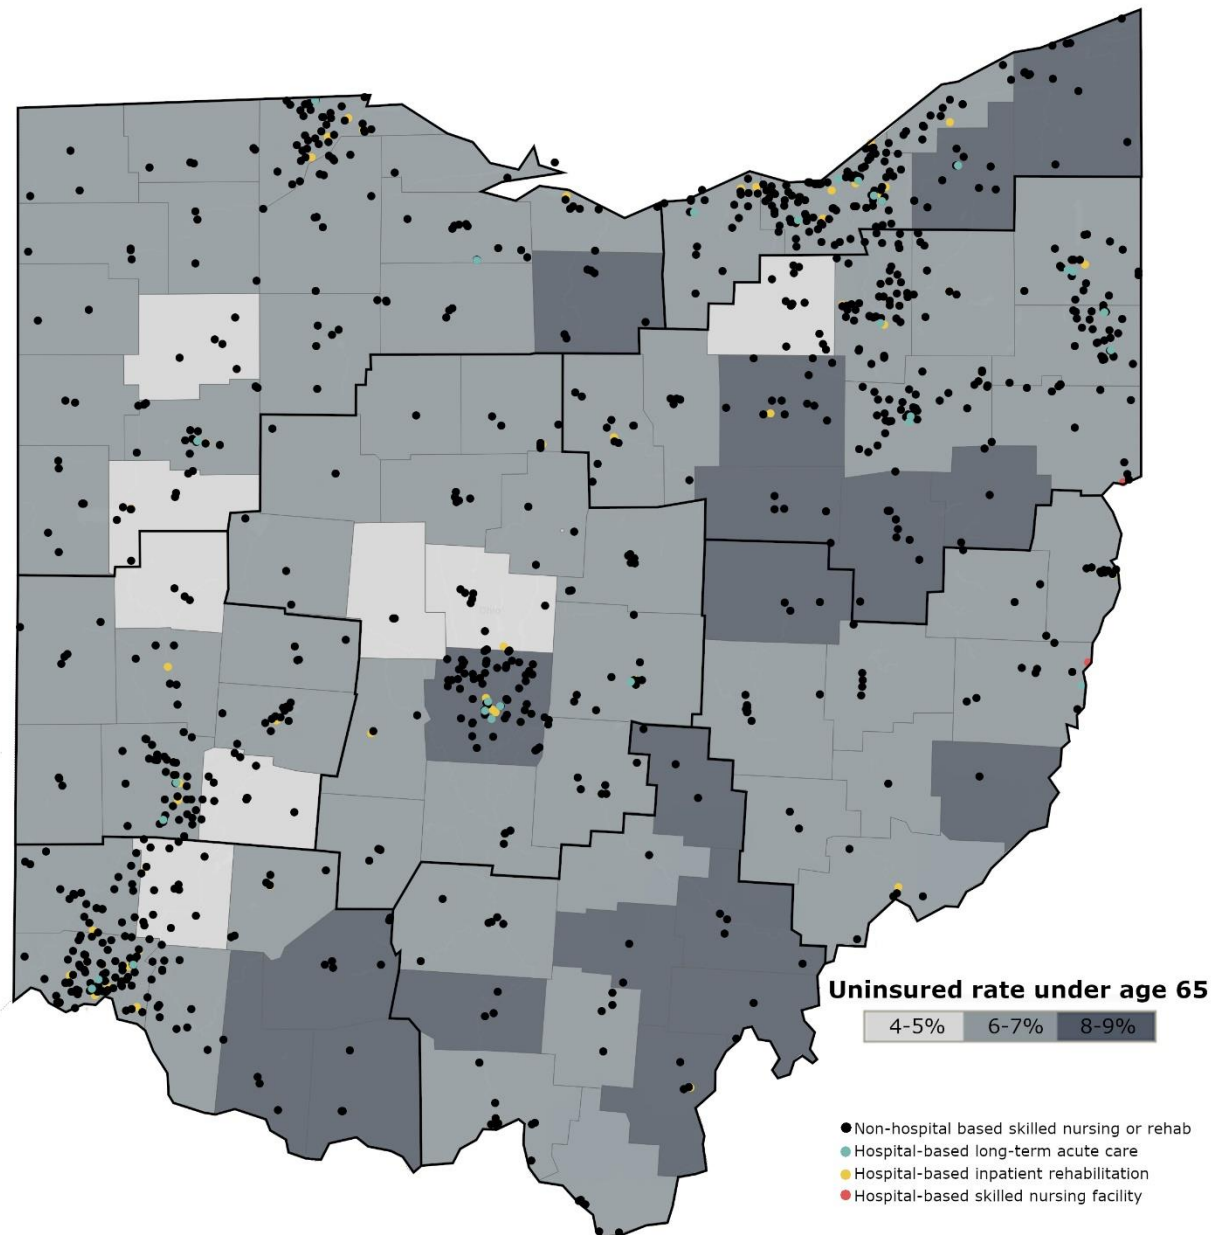 Uninsured rate under age 65
4-5% 6-7% 8-9%
Non-hospital based skilled nursing or rehab
Hospital-based long-term acute care
Hospital-based inpatient rehabilitation
Hospital-based skilled nursing facility